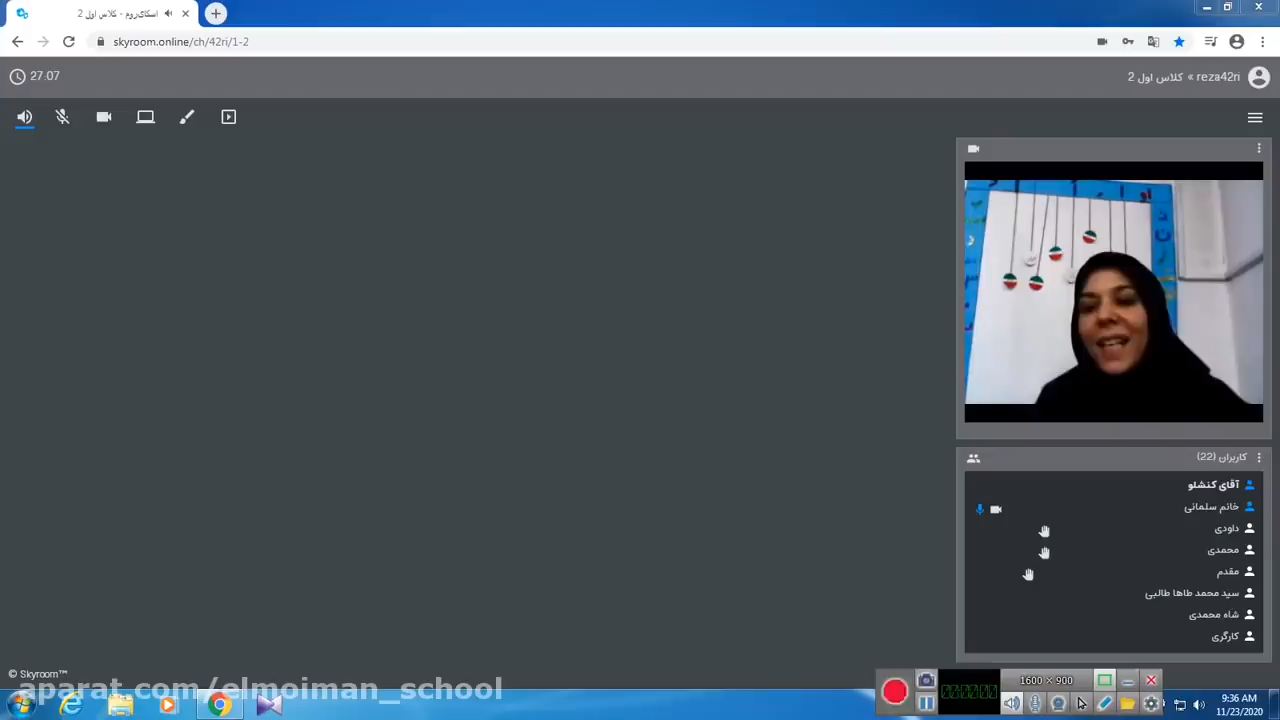 اسکای‌روم - کلاس اول 2
skyroom.online/ch/42ri/1-2
27:07
reza42ri » کلاس اول 2
کاربران (22)
آقای کنشلو
خانم سلمانی
داودی
محمدی
مقدم
سید محمد طاها طالبی
شاه محمدی
کارگری
© Skyroom™
aparat.com/elmoiman_school
1600 × 900
9:36 AM
11/23/2020